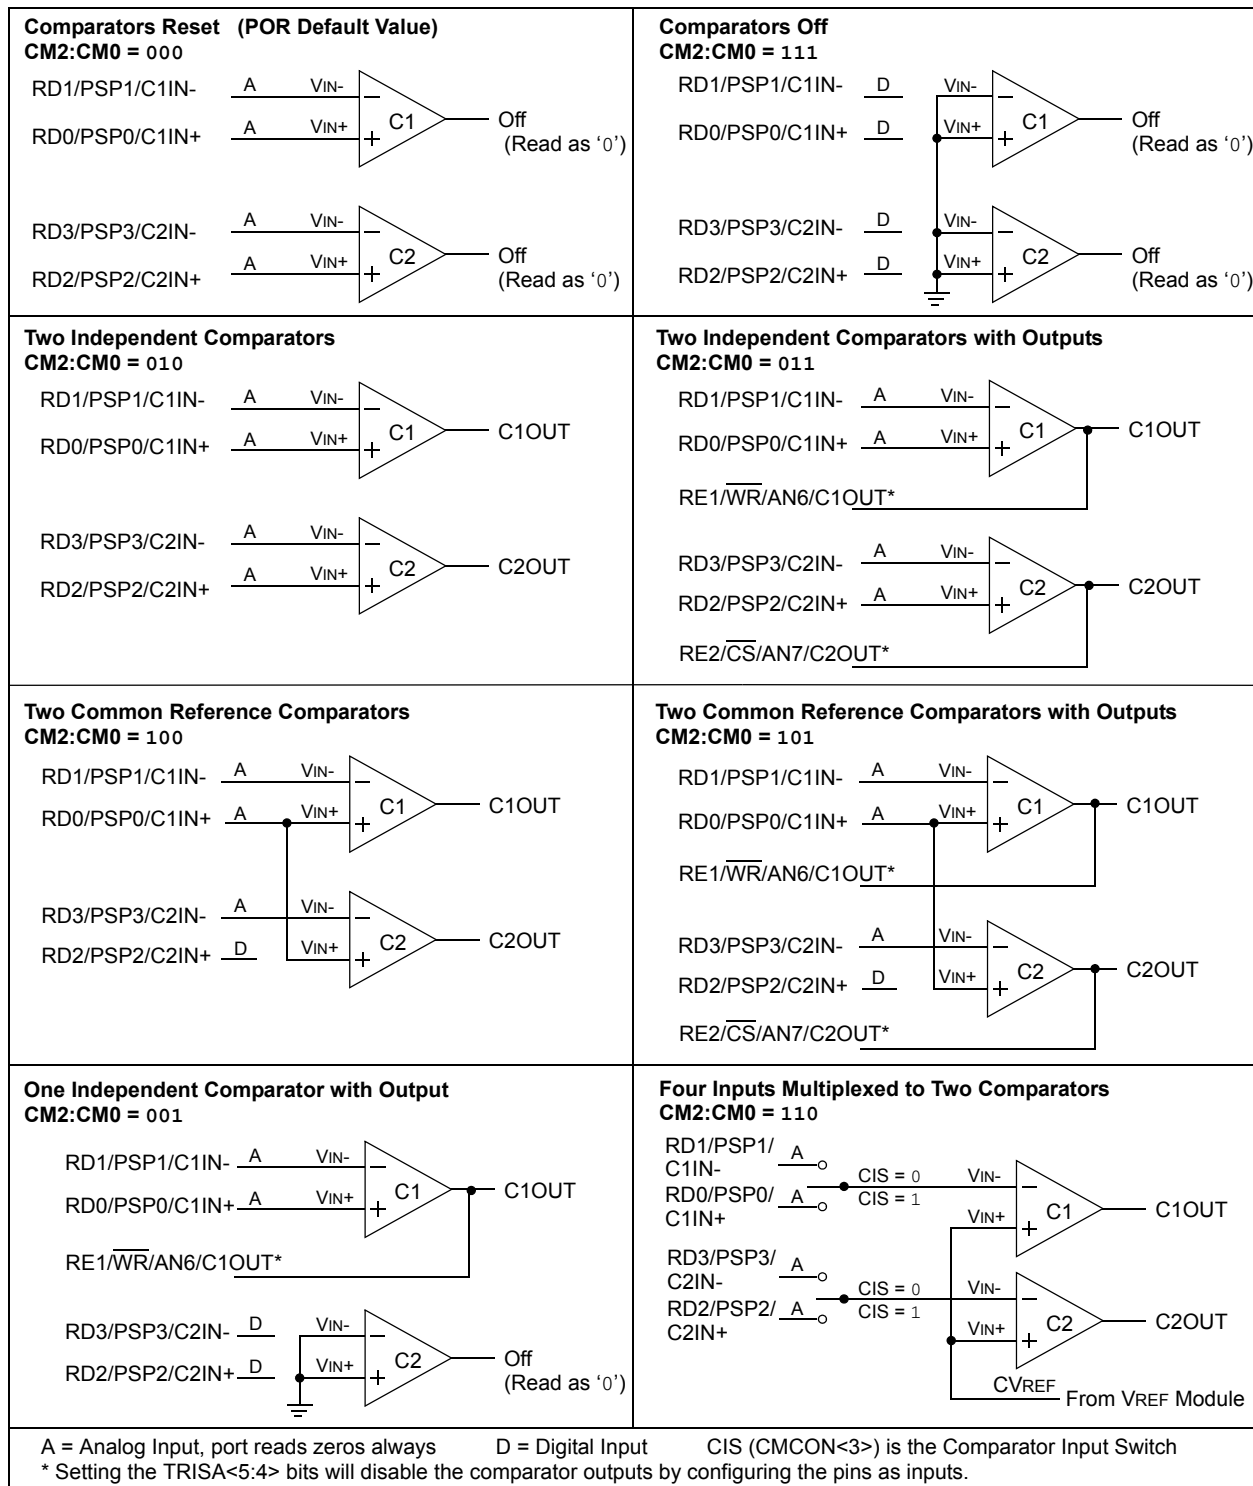 Comparators Reset (POR Default Value)
CM2:CM0 = 000
RD1/PSP1/C1IN- A VIN-
RD0/PSP0/C1IN+ A VIN+
C1
Off
(Read as ‘0’)
RD3/PSP3/C2IN- A VIN-
RD2/PSP2/C2IN+ A VIN+
C2
Off
(Read as ‘0’)
Comparators Off
CM2:CM0 = 111
RD1/PSP1/C1IN- D VIN-
RD0/PSP0/C1IN+ D VIN+
C1
Off
(Read as ‘0’)
RD3/PSP3/C2IN- D VIN-
RD2/PSP2/C2IN+ D VIN+
C2
Off
(Read as ‘0’)
Two Independent Comparators
CM2:CM0 = 010
RD1/PSP1/C1IN- A VIN-
RD0/PSP0/C1IN+ A VIN+
C1
C1OUT
RD3/PSP3/C2IN- A VIN-
RD2/PSP2/C2IN+ A VIN+
C2
C2OUT
Two Independent Comparators with Outputs
CM2:CM0 = 011
RD1/PSP1/C1IN- A VIN-
RD0/PSP0/C1IN+ A VIN+
C1
C1OUT
RE1/WR/AN6/C1OUT*
RD3/PSP3/C2IN- A VIN-
RD2/PSP2/C2IN+ A VIN+
C2
C2OUT
RE2/CS/AN7/C2OUT*
Two Common Reference Comparators
CM2:CM0 = 100
RD1/PSP1/C1IN- A VIN-
RD0/PSP0/C1IN+ A VIN+
C1
C1OUT
RD3/PSP3/C2IN- A VIN-
RD2/PSP2/C2IN+ D VIN+
C2
C2OUT
Two Common Reference Comparators with Outputs
CM2:CM0 = 101
RD1/PSP1/C1IN- A VIN-
RD0/PSP0/C1IN+ A VIN+
C1
C1OUT
RE1/WR/AN6/C1OUT*
RD3/PSP3/C2IN- A VIN-
RD2/PSP2/C2IN+ D VIN+
C2
C2OUT
RE2/CS/AN7/C2OUT*
One Independent Comparator with Output
CM2:CM0 = 001
RD1/PSP1/C1IN- A VIN-
RD0/PSP0/C1IN+ A VIN+
C1
C1OUT
RE1/WR/AN6/C1OUT*
RD3/PSP3/C2IN- D VIN-
RD2/PSP2/C2IN+ D VIN+
C2
Off
(Read as ‘0’)
Four Inputs Multiplexed to Two Comparators
CM2:CM0 = 110
RD1/PSP1/
C1IN- A
RD0/PSP0/
C1IN+ A
CIS = 0 VIN-
CIS = 1
VIN+
C1
C1OUT
RD3/PSP3/
C2IN- A
RD2/PSP2/
C2IN+ A
CIS = 0 VIN-
CIS = 1
VIN+
C2
C2OUT
CVREF
From VREF Module
A = Analog Input, port reads zeros always D = Digital Input CIS (CMCON<3>) is the Comparator Input Switch
* Setting the TRISA<5:4> bits will disable the comparator outputs by configuring the pins as inputs.